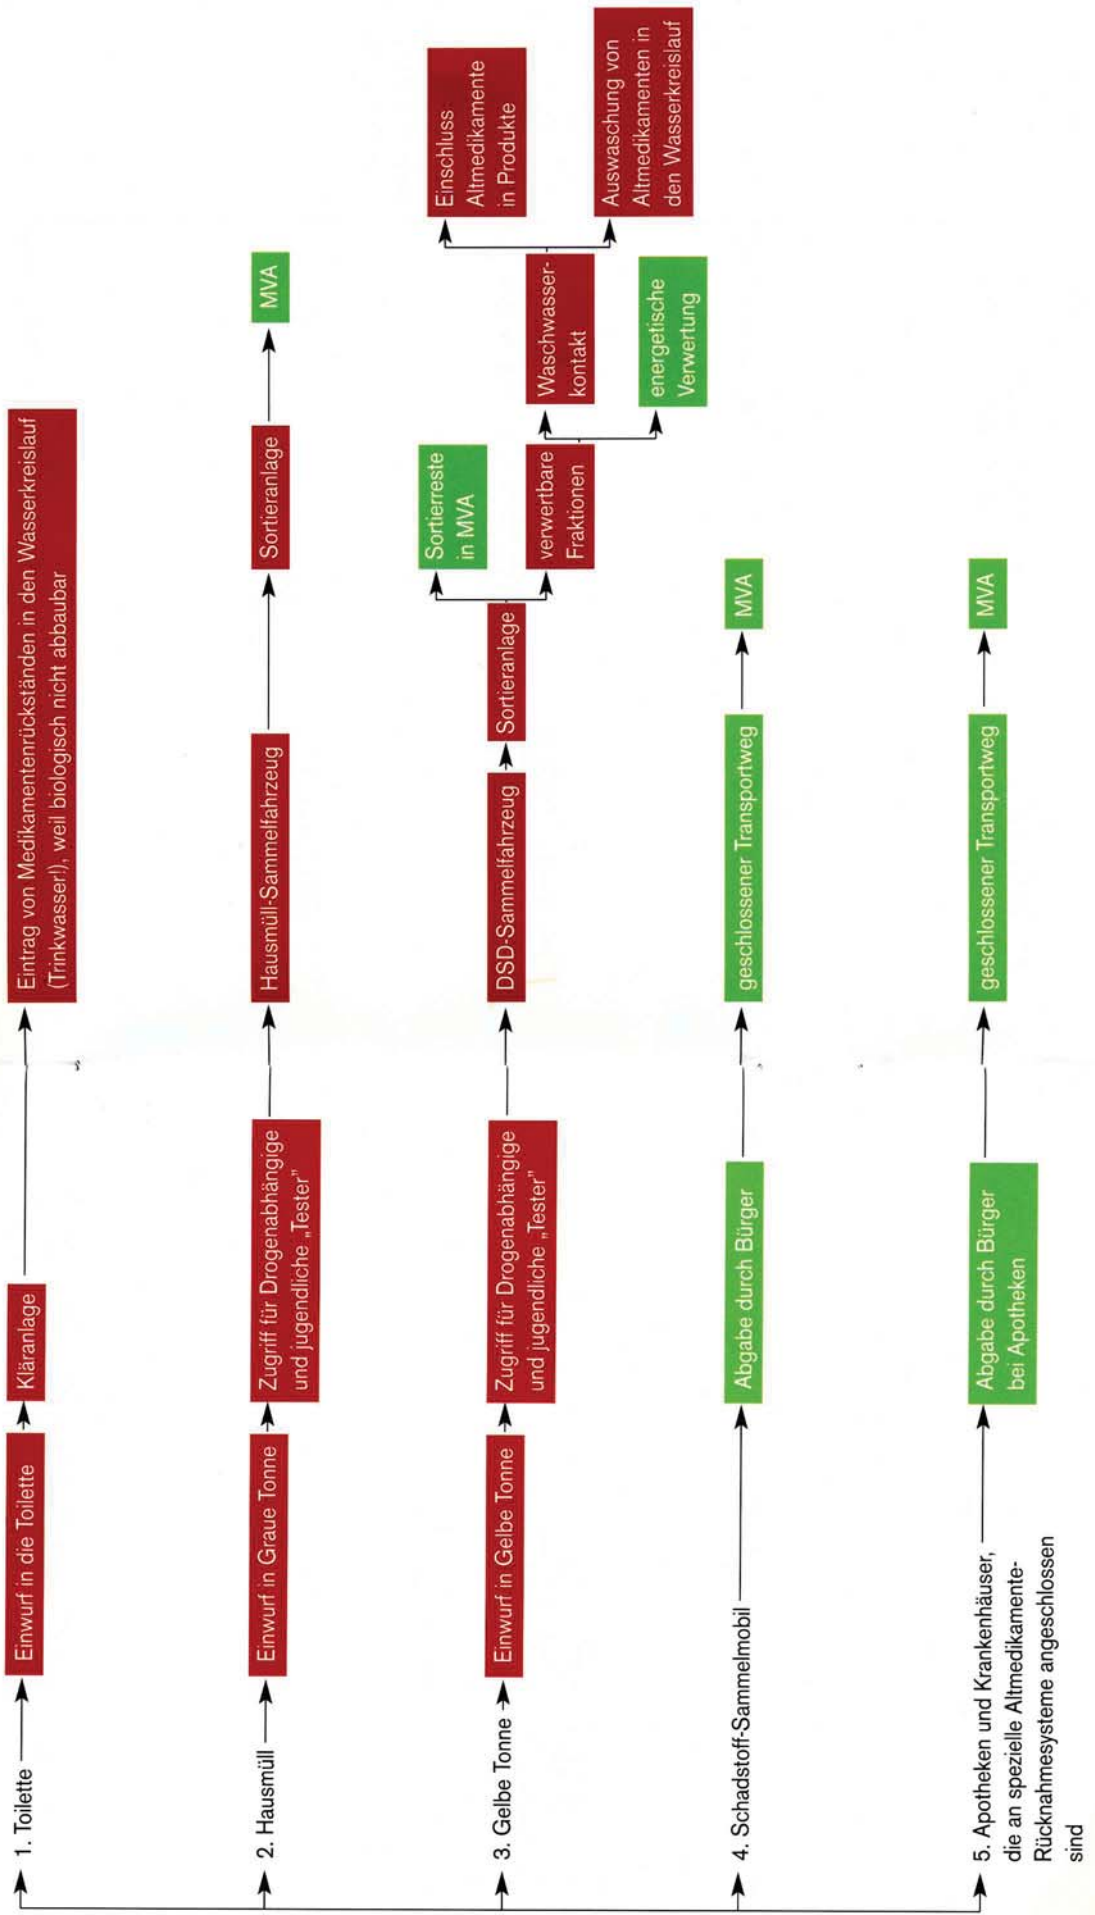 1. Toilette
Einwurf in die Toilette
Kläranlage
Eintrag von Medikamentenrückständen in den Wasserkreislauf
(Trinkwasser!), weil biologisch nicht abbaubar
2. Hausmüll
Einwurf in Graue Tonne
Zugriff für Drogenabhängige
und jugendliche „Tester”
Hausmüll-Sammelfahrzeug
Sortieranlage
MVA
3. Gelbe Tonne
Einwurf in Gelbe Tonne
Zugriff für Drogenabhängige
und jugendliche „Tester”
DSD-Sammelfahrzeug
Sortieranlage
Sortierreste
in MVA
verwertbare
Fraktionen
Waschwasser-
kontakt
energetische
Verwertung
Einschluss
Altmedikamente
in Produkte
Auswaschung von
Altmedikamenten in
den Wasserkreislauf
4. Schadstoff-Sammelmobil
Abgabe durch Bürger
geschlossener Transportweg
MVA
5. Apotheken und Krankenhäuser,
die an spezielle Altmedikamente-
Rücknahmesysteme angeschlossen
sind
Abgabe durch Bürger
bei Apotheken
geschlossener Transportweg
MVA